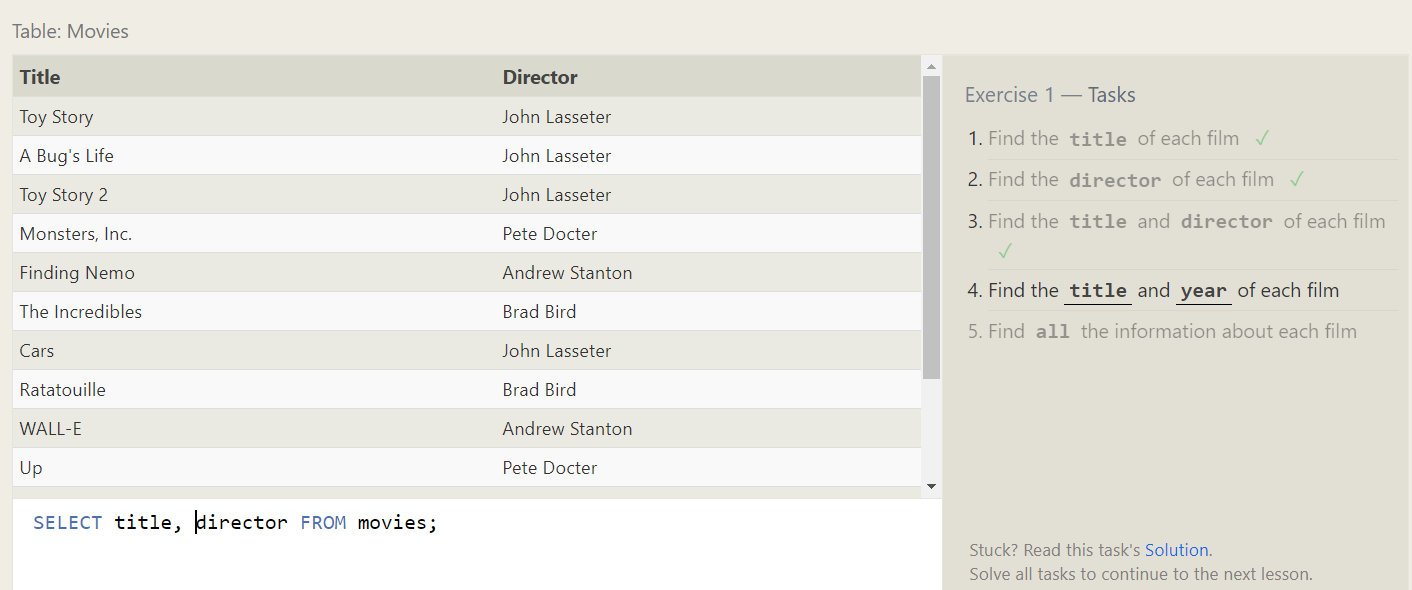 Table: Movies
Title Director
Toy Story John Lasseter
A Bug's Life John Lasseter
Toy Story 2 John Lasseter
Monsters, Inc. Pete Docter
Finding Nemo Andrew Stanton
The Incredibles Brad Bird
Cars John Lasseter
Ratatouille Brad Bird
WALL-E Andrew Stanton
Up Pete Docter
SELECT title, director FROM movies;
Exercise 1 — Tasks
1. Find the title of each film ✓
2. Find the director of each film ✓
3. Find the title and director of each film
✓
4. Find the title and year of each film
5. Find all the information about each film
Stuck? Read this task's Solution.
Solve all tasks to continue to the next lesson.